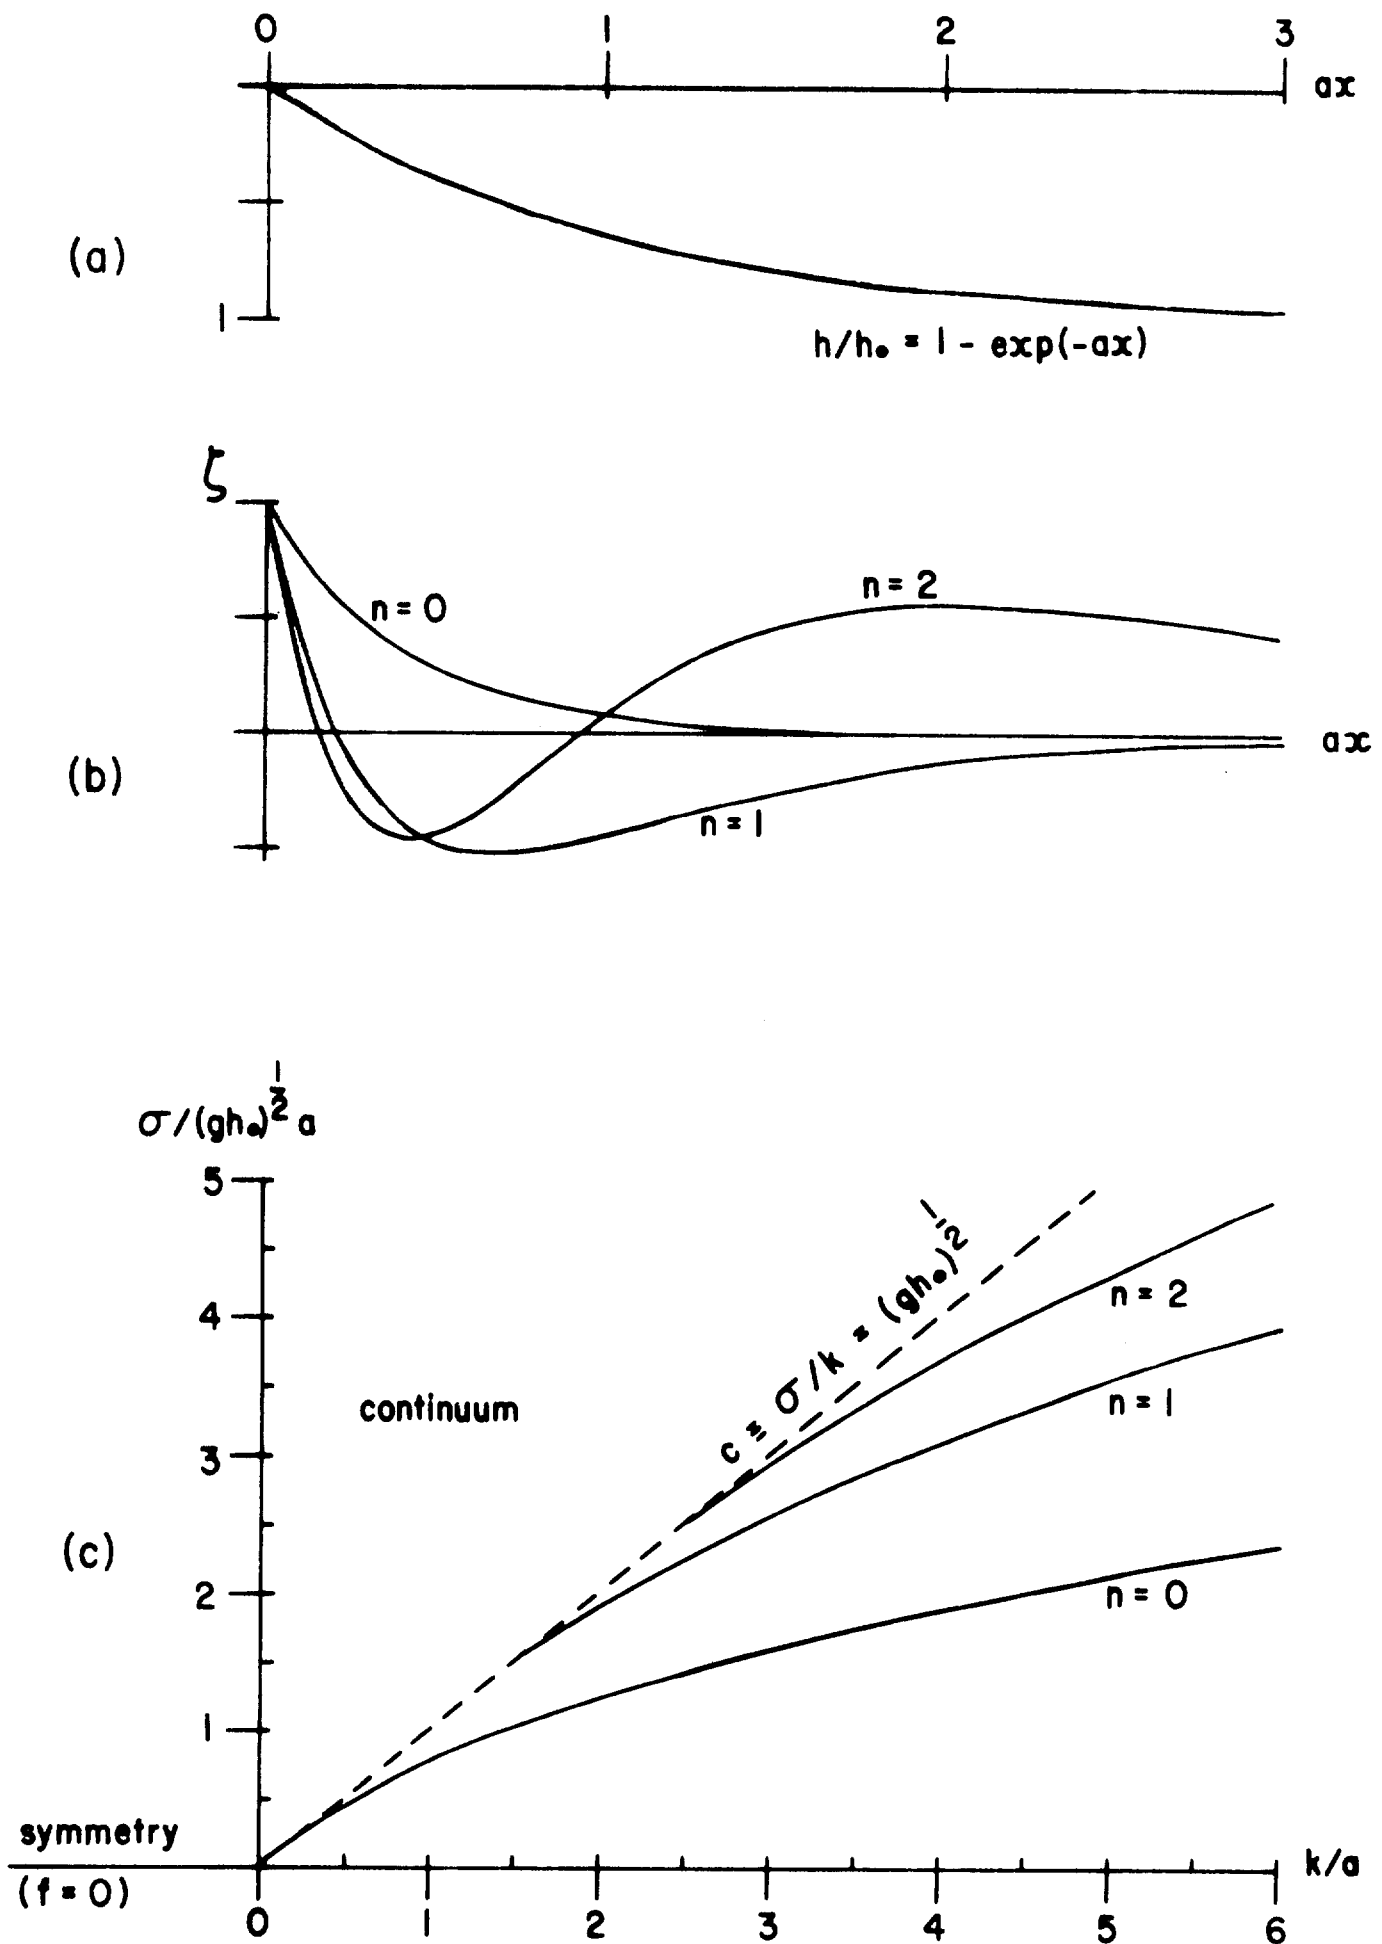 0 1 2 3
ax
(a)
1
h/h₀ = 1 - exp(-ax)
ζ
n = 0
n = 2
ax
(b)
n = 1
σ/(gh₀)^½ a
5
c = σ/k = (gh₀)^½
n = 2
4
n = 1
continuum
3
(c)
2
n = 0
1
symmetry
k/a
(f = 0)
0 1 2 3 4 5 6